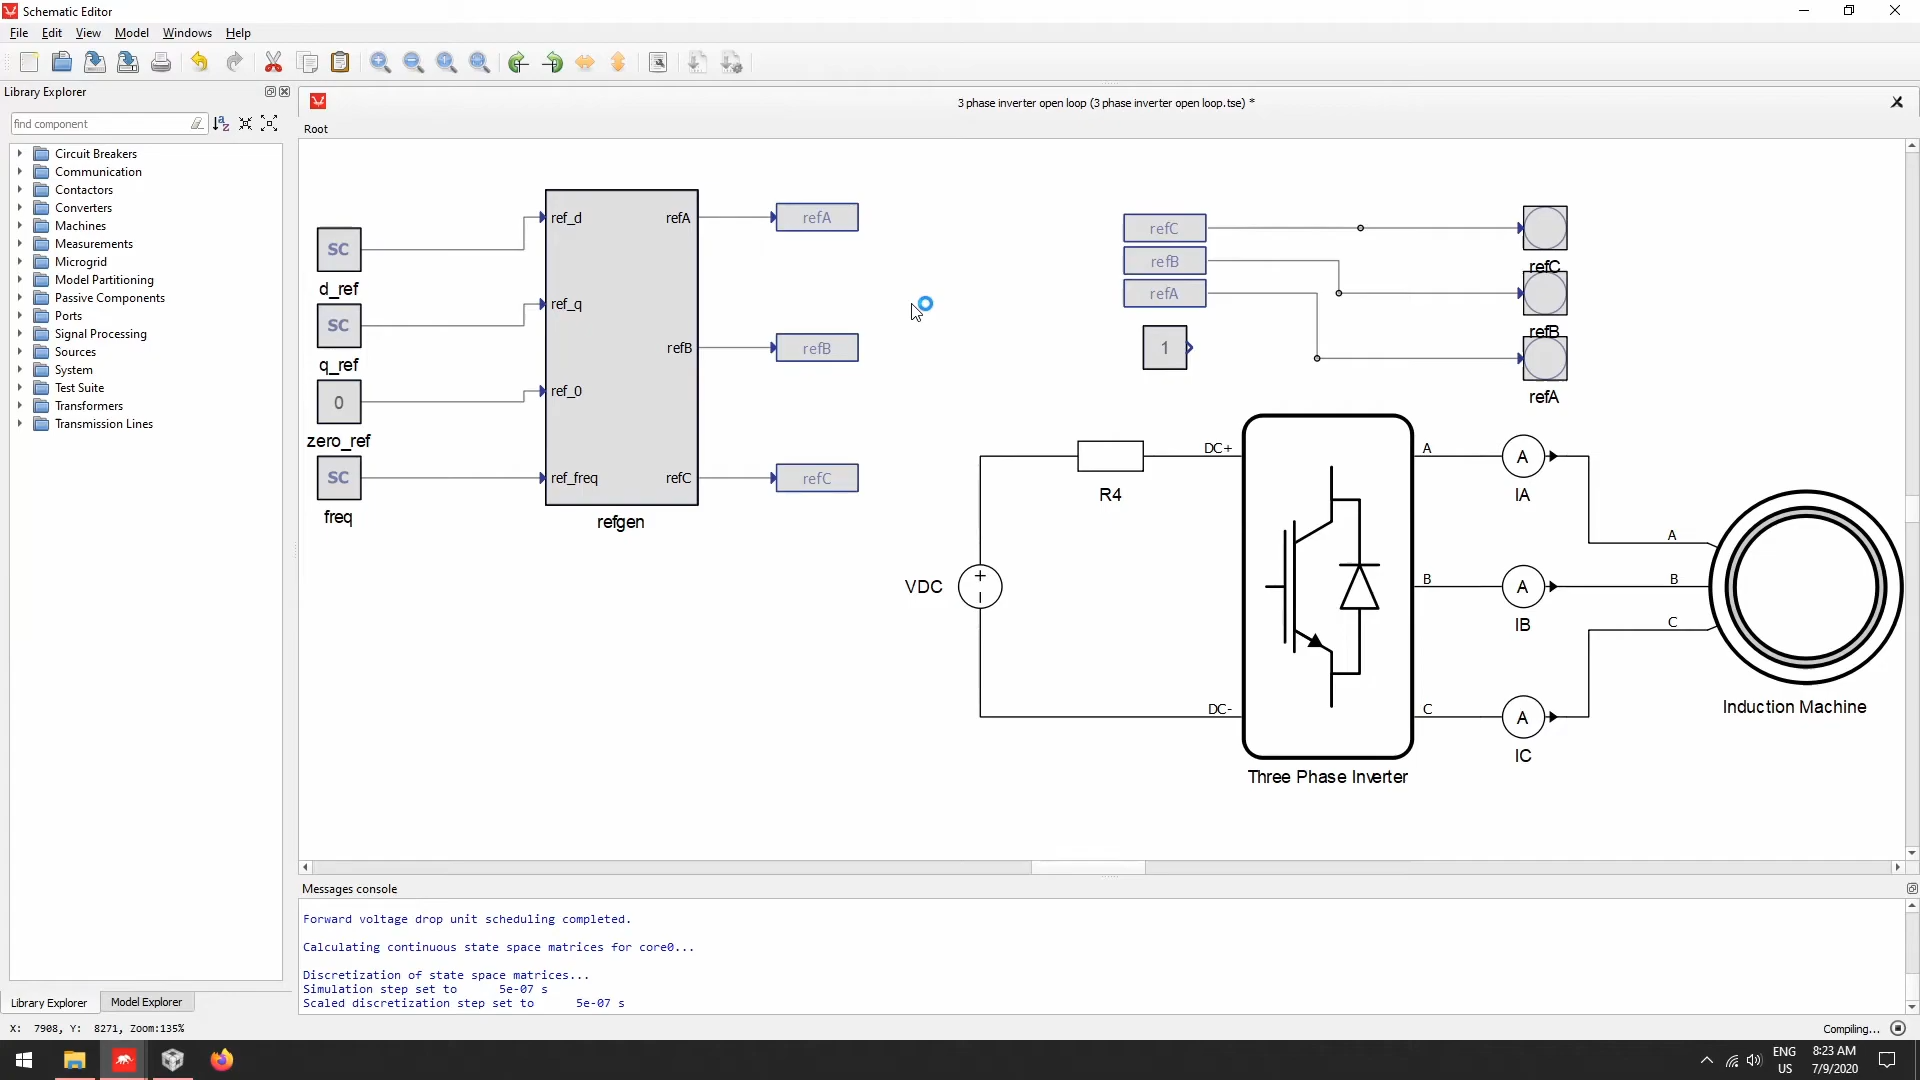 Schematic Editor
File Edit View Model Windows Help
Library Explorer
find component
Circuit Breakers
Communication
Contactors
Converters
Machines
Measurements
Microgrid
Model Partitioning
Passive Components
Ports
Signal Processing
Sources
System
Test Suite
Transformers
Transmission Lines
Library Explorer
Model Explorer
X: 7908, Y: 8271, Zoom:135%
3 phase inverter open loop (3 phase inverter open loop.tse) *
Root
SC
d_ref
SC
q_ref
0
zero_ref
SC
freq
ref_d
ref_q
ref_0
ref_freq
refA
refB
refC
refgen
refA
refB
refC
refC
refB
refA
1
refC
refB
refA
VDC
R4
DC+
DC-
Three Phase Inverter
A
B
C
A
IA
A
IB
A
IC
A
B
C
Induction Machine
Messages console
Forward voltage drop unit scheduling completed.
Calculating continuous state space matrices for core0...
Discretization of state space matrices...
Simulation step set to 5e-07 s
Scaled discretization step set to 5e-07 s
Compiling...
ENG
US
8:23 AM
7/9/2020